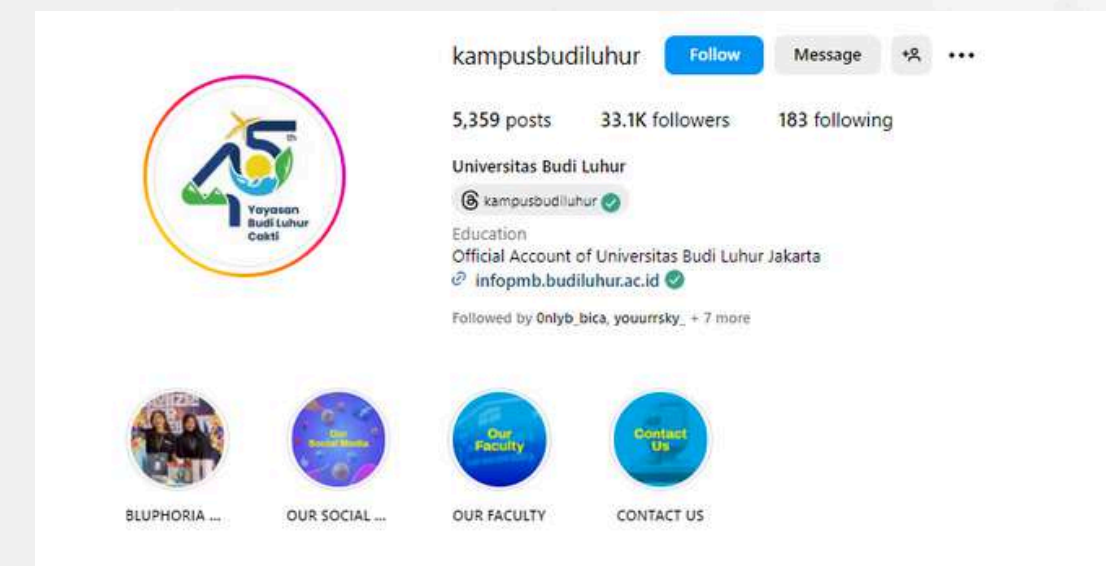 kampusbudiluhur Follow Message
5,359 posts 33.1K followers 183 following
Universitas Budi Luhur
kampusbudiluhur
Education
Official Account of Universitas Budi Luhur Jakarta
infopmb.budiluhur.ac.id
Followed by 0nlyb_bica, youurrsky_ + 7 more
45th
Yayasan
Budi Luhur
Cakti
Our
Social Media
Our
Faculty
Contact
Us
BLUPHORIA ... OUR SOCIAL ... OUR FACULTY CONTACT US